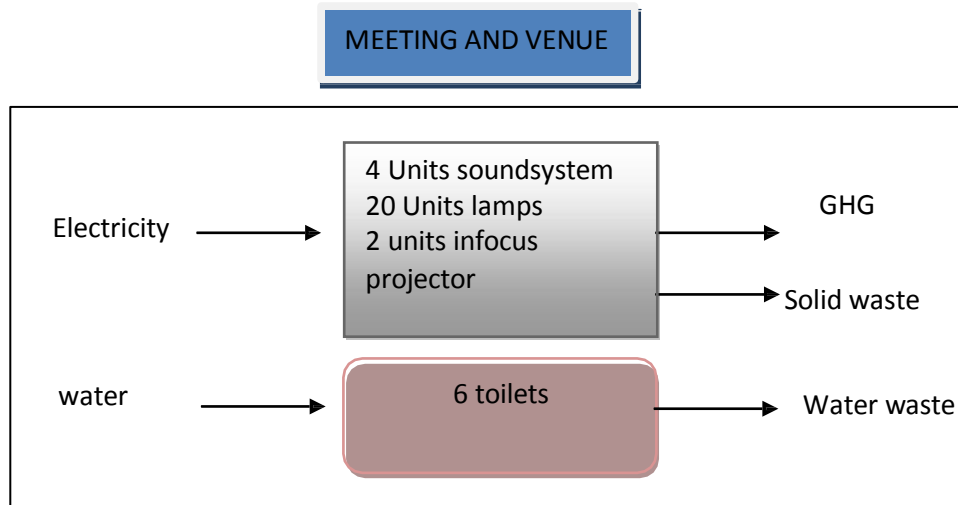 MEETING AND VENUE
4 Units soundsystem
20 Units lamps
2 units infocus
projector
Electricity
GHG
Solid waste
water
6 toilets
Water waste